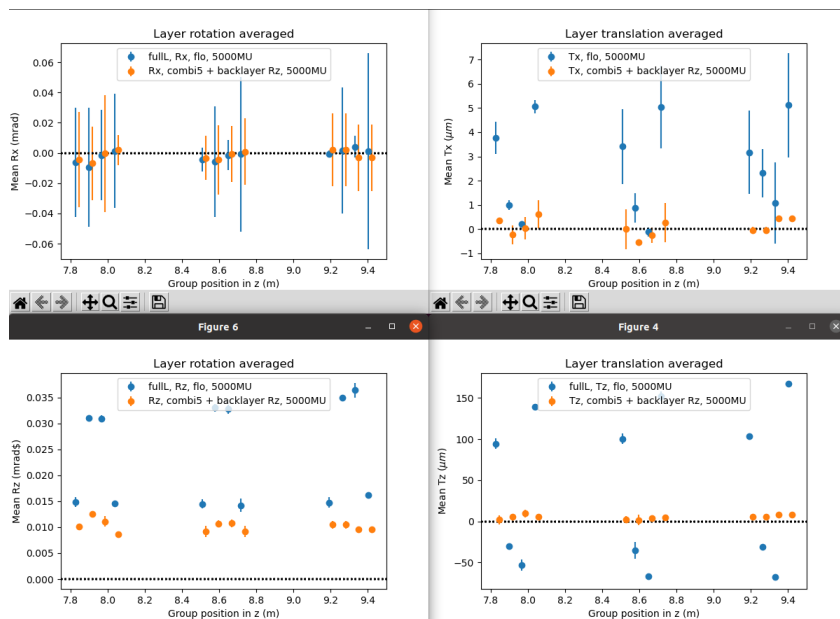 Layer rotation averaged
fullL, Rx, flo, 5000MU
Rx, combi5 + backlayer Rz, 5000MU
Mean Rx (mrad)
0.06
0.04
0.02
0.00
−0.02
−0.04
−0.06
7.8 8.0 8.2 8.4 8.6 8.8 9.0 9.2 9.4
Group position in z (m)
Layer translation averaged
Tx, flo, 5000MU
Tx, combi5 + backlayer Rz, 5000MU
Mean Tx (μm)
7
6
5
4
3
2
1
0
−1
7.8 8.0 8.2 8.4 8.6 8.8 9.0 9.2 9.4
Group position in z (m)
Figure 6
Layer rotation averaged
fullL, Rz, flo, 5000MU
Rz, combi5 + backlayer Rz, 5000MU
Mean Rz (mrad$)
0.035
0.030
0.025
0.020
0.015
0.010
0.005
0.000
7.8 8.0 8.2 8.4 8.6 8.8 9.0 9.2 9.4
Group position in z (m)
Figure 4
Layer translation averaged
fullL, Tz, flo, 5000MU
Tz, combi5 + backlayer Rz, 5000MU
Mean Tz (μm)
150
100
50
0
−50
7.8 8.0 8.2 8.4 8.6 8.8 9.0 9.2 9.4
Group position in z (m)